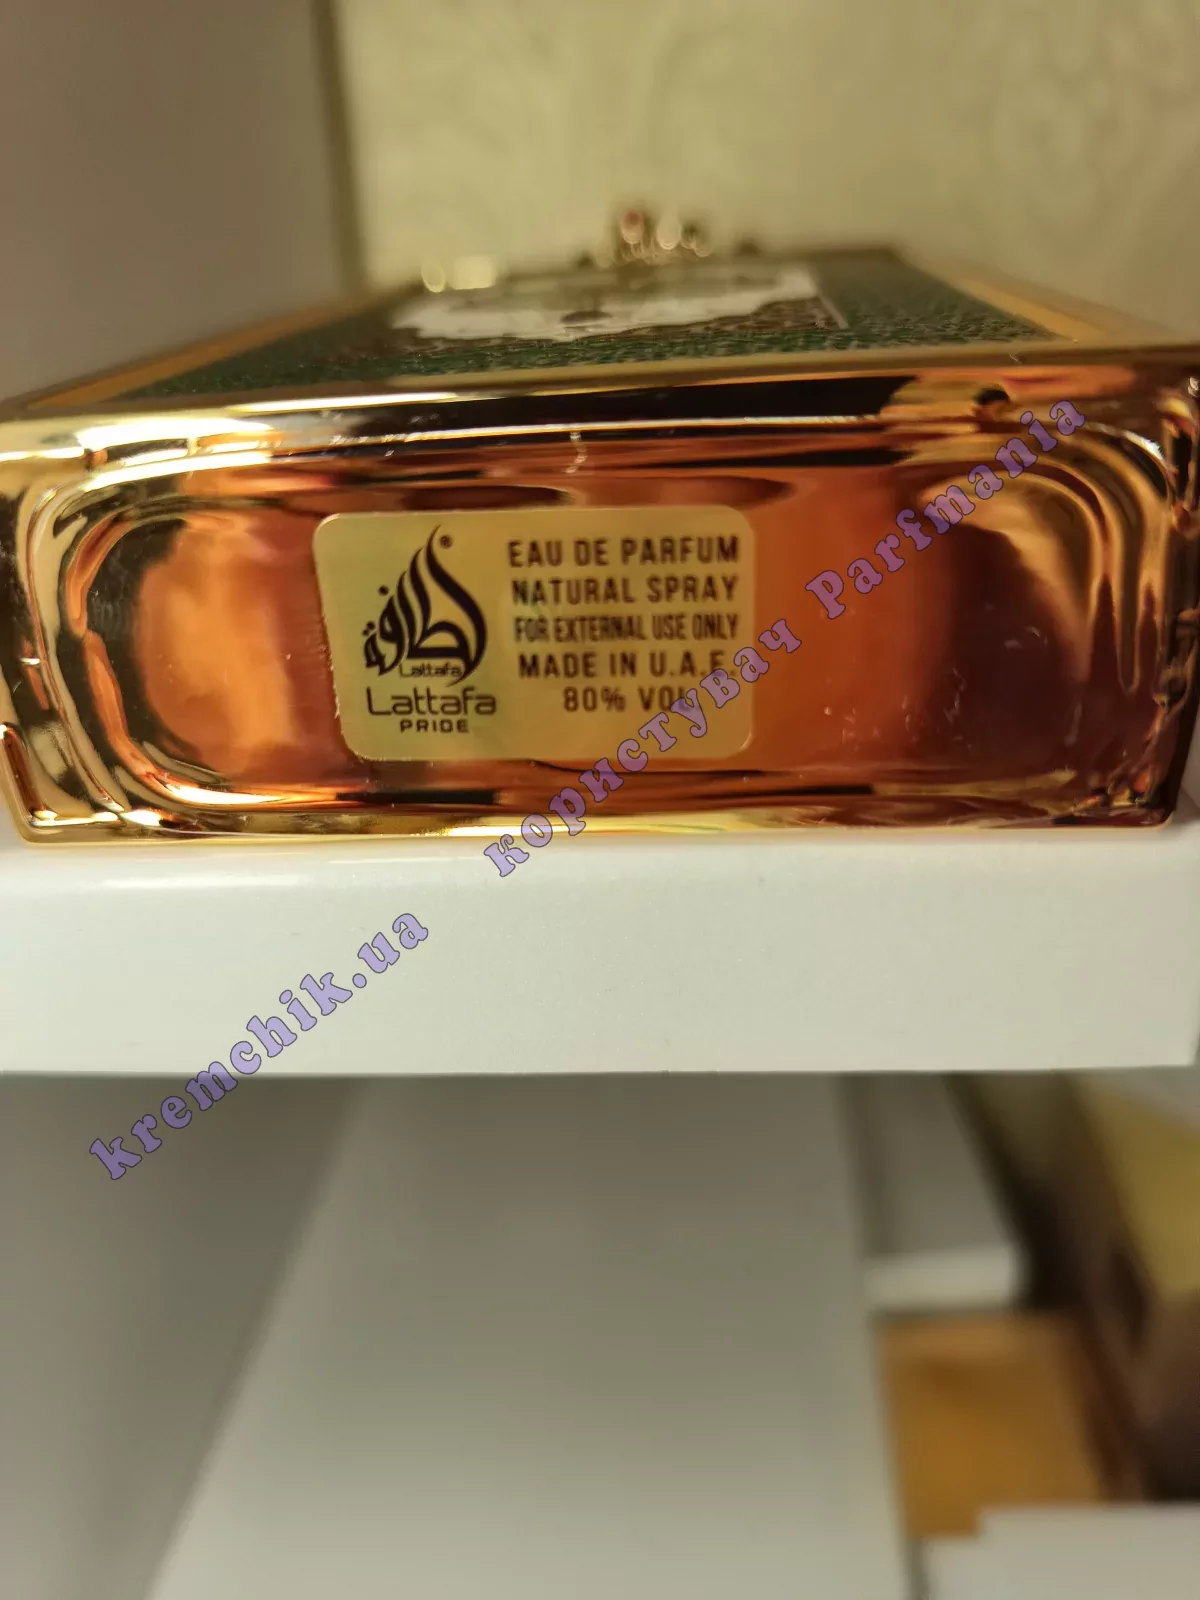 لطافة
Lattafa
Lattafa
PRIDE
EAU DE PARFUM
NATURAL SPRAY
FOR EXTERNAL USE ONLY
MADE IN U.A.E.
80% VOL
kremchik.ua користувач Parfmania